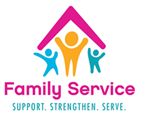 Family Service
SUPPORT. STRENGTHEN. SERVE.